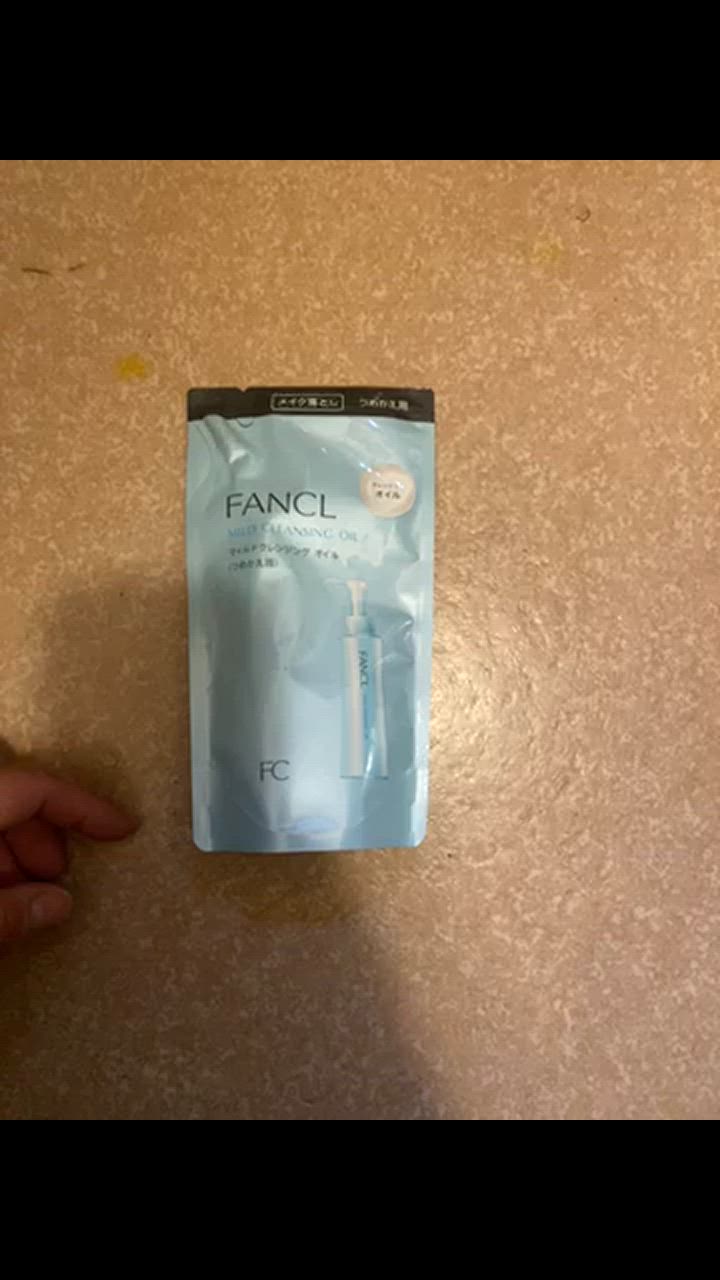 メイク落とし つめかえ用
オイル
FANCL
MILD CLEANSING OIL
マイルドクレンジング オイル
(つめかえ用)
FANCL
FC